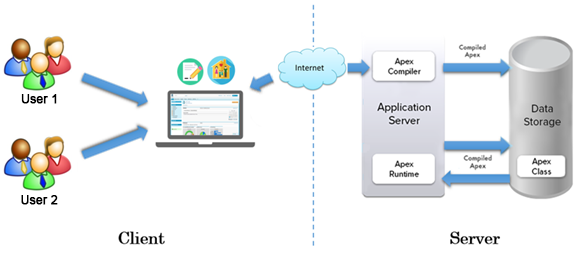 User 1
User 2
Internet
Apex
Compiler
Application
Server
Apex
Runtime
Compiled
Apex
Compiled
Apex
Data
Storage
Apex
Class
Client
Server